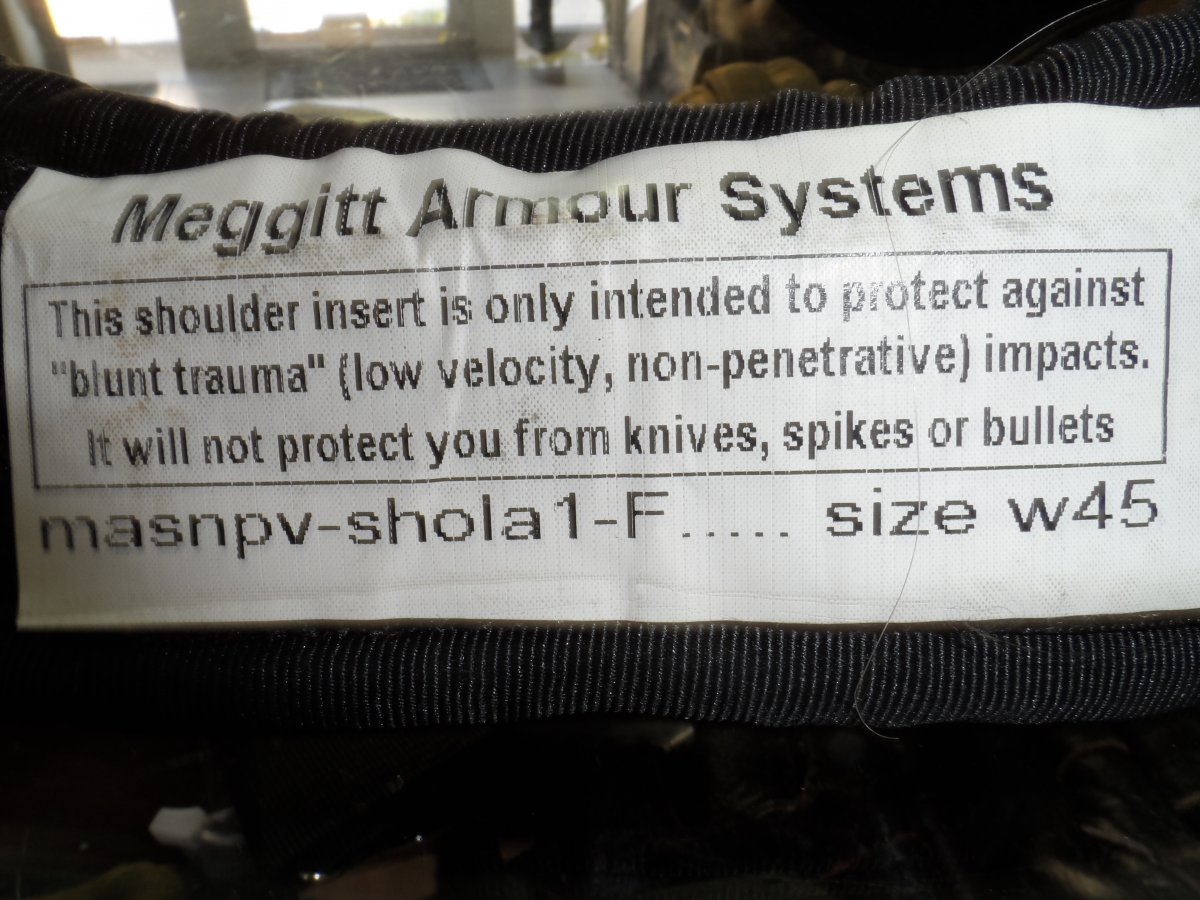 Meggitt Armour Systems
This shoulder insert is only intended to protect against
"blunt trauma" (low velocity, non-penetrative) impacts.
It will not protect you from knives, spikes or bullets
masnpv-shola1-F ..... size w45